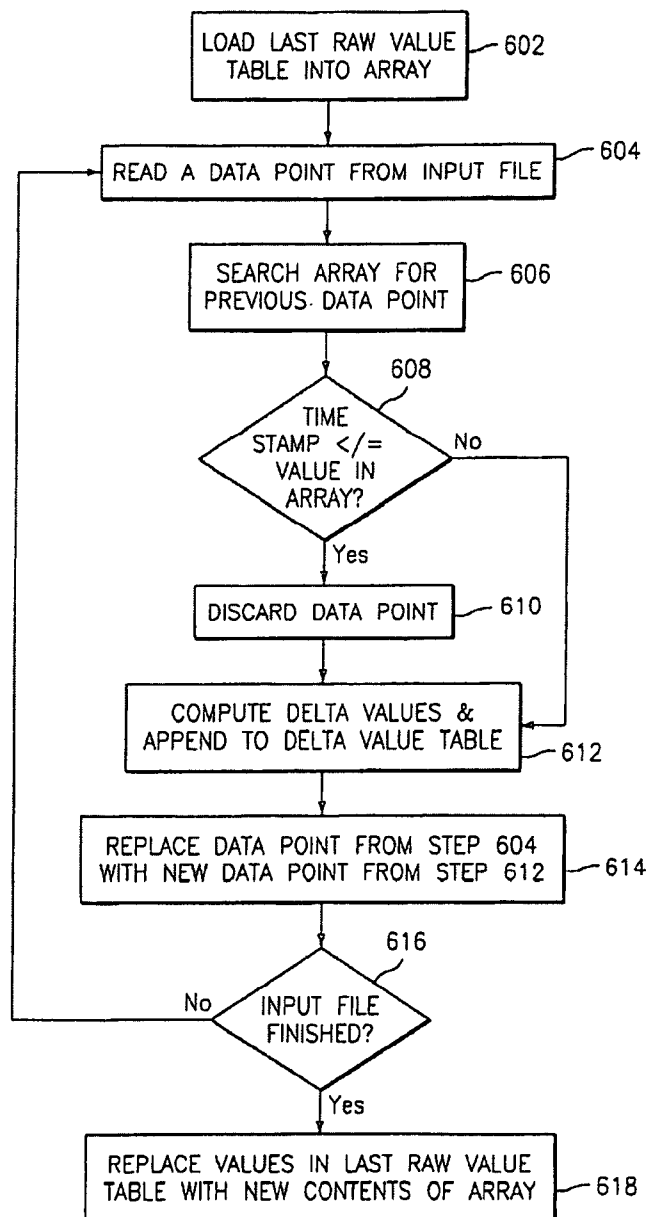 LOAD LAST RAW VALUE
TABLE INTO ARRAY
602
READ A DATA POINT FROM INPUT FILE
604
SEARCH ARRAY FOR
PREVIOUS DATA POINT
606
608
TIME
STAMP </=
VALUE IN
ARRAY?
No
Yes
DISCARD DATA POINT
610
COMPUTE DELTA VALUES &
APPEND TO DELTA VALUE TABLE
612
REPLACE DATA POINT FROM STEP 604
WITH NEW DATA POINT FROM STEP 612
614
616
No
INPUT FILE
FINISHED?
Yes
REPLACE VALUES IN LAST RAW VALUE
TABLE WITH NEW CONTENTS OF ARRAY
618